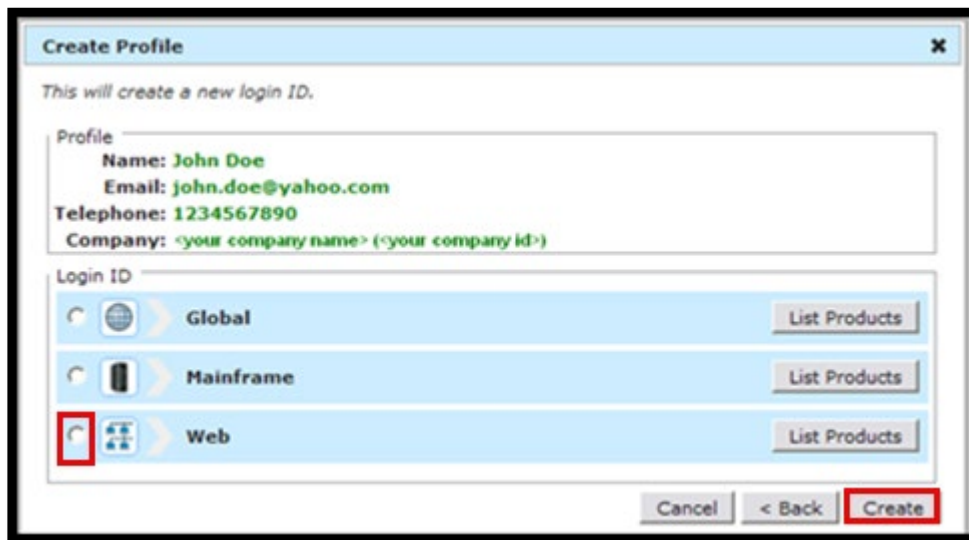 Create Profile
This will create a new login ID.
Profile
Name: John Doe
Email: john.doe@yahoo.com
Telephone: 1234567890
Company: <your company name> (<your company id>)
Login ID
Global List Products
Mainframe List Products
Web List Products
Cancel < Back Create